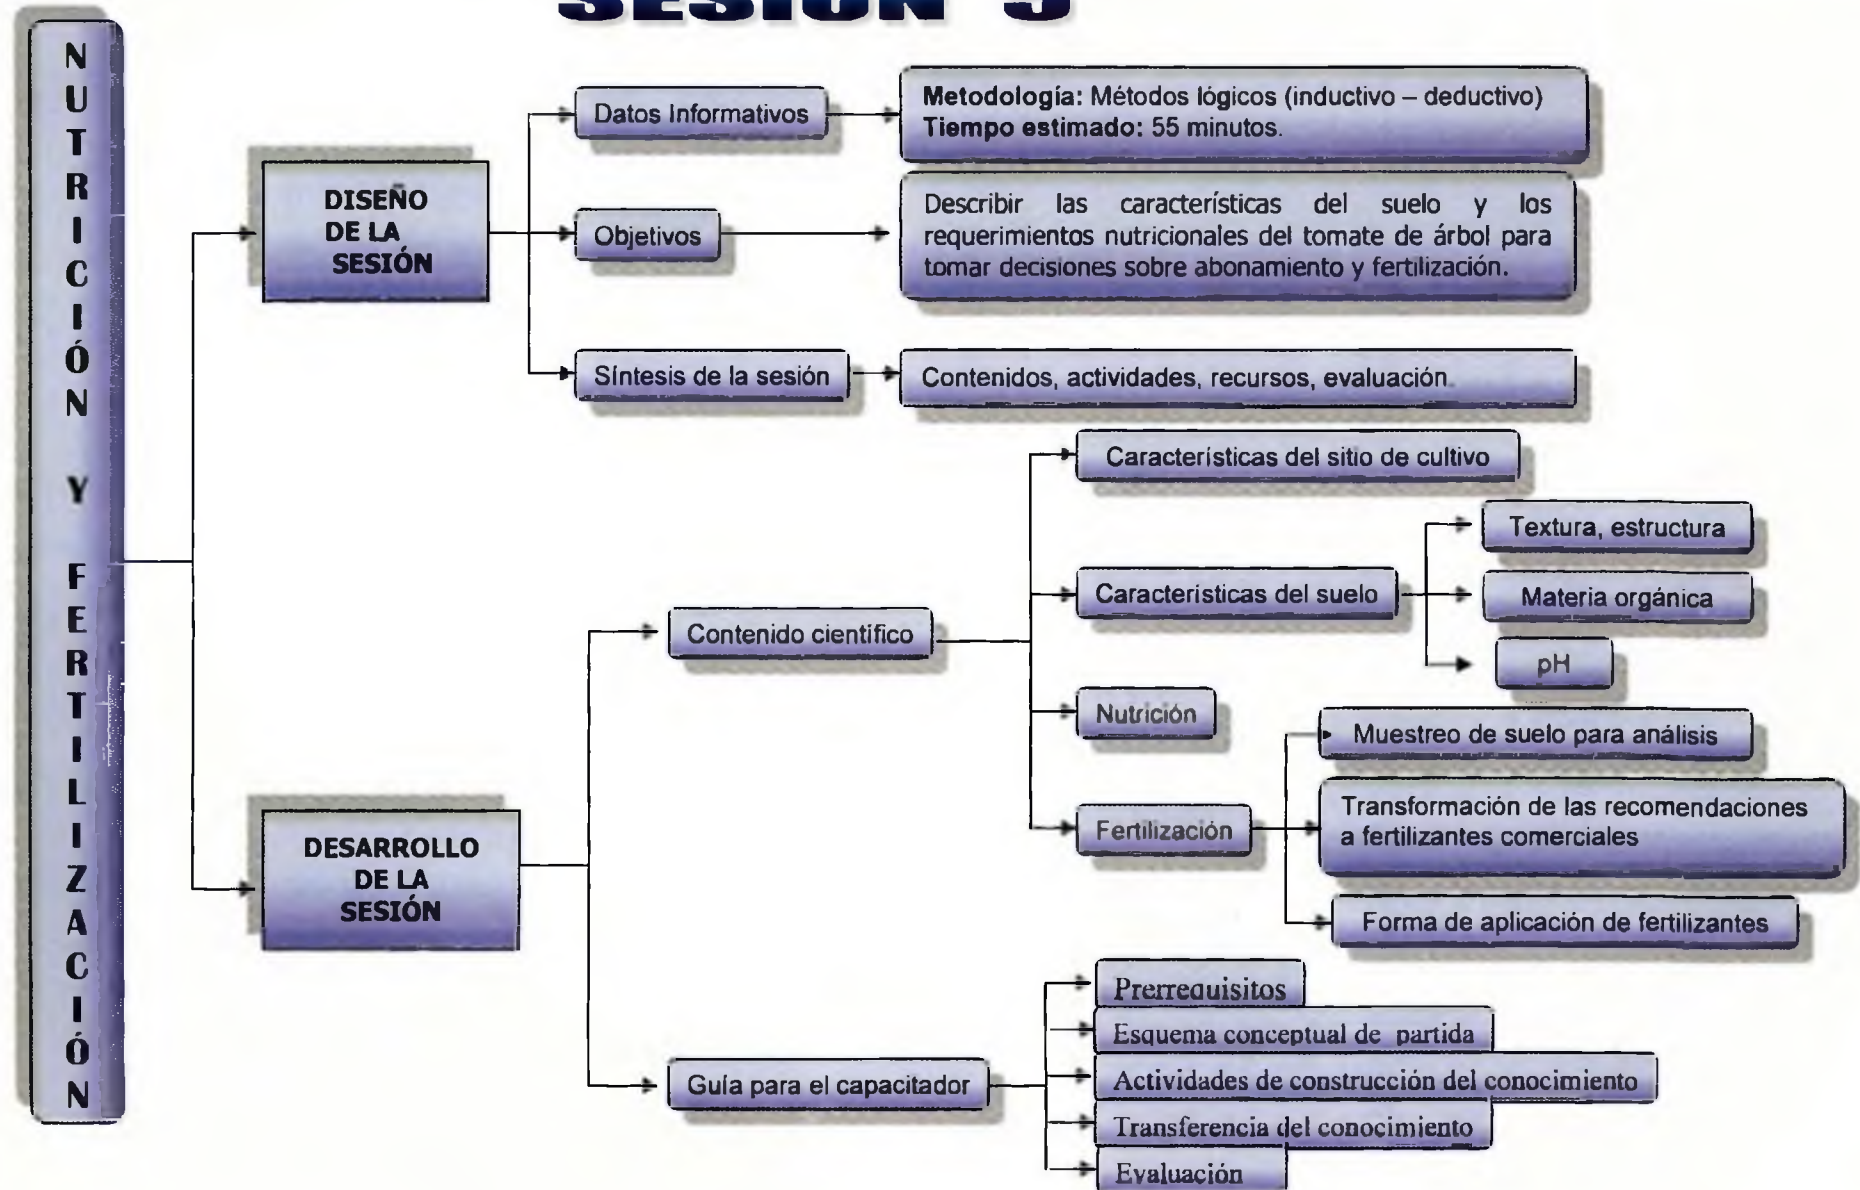 SESIÓN 5
NUTRICIÓN Y FERTILIZACIÓN
DISEÑO
DE LA
SESIÓN
Datos Informativos
Metodología: Métodos lógicos (inductivo – deductivo)
Tiempo estimado: 55 minutos.
Objetivos
Describir las características del suelo y los
requerimientos nutricionales del tomate de árbol para
tomar decisiones sobre abonamiento y fertilización.
Síntesis de la sesión
Contenidos, actividades, recursos, evaluación.
DESARROLLO
DE LA
SESIÓN
Contenido científico
Características del sitio de cultivo
Características del suelo
Textura, estructura
Materia orgánica
pH
Nutrición
Fertilización
Muestreo de suelo para análisis
Transformación de las recomendaciones
a fertilizantes comerciales
Forma de aplicación de fertilizantes
Guía para el capacitador
Prerrequisitos
Esquema conceptual de partida
Actividades de construcción del conocimiento
Transferencia del conocimiento
Evaluación